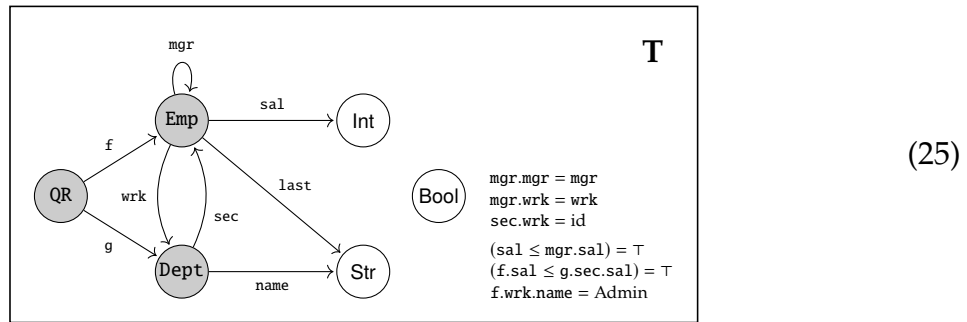 T
mgr
Emp
sal
Int
f
QR
wrk
sec
last
Bool
g
Dept
name
Str
mgr.mgr = mgr
mgr.wrk = wrk
sec.wrk = id
(sal ≤ mgr.sal) = ⊤
(f.sal ≤ g.sec.sal) = ⊤
f.wrk.name = Admin
(25)